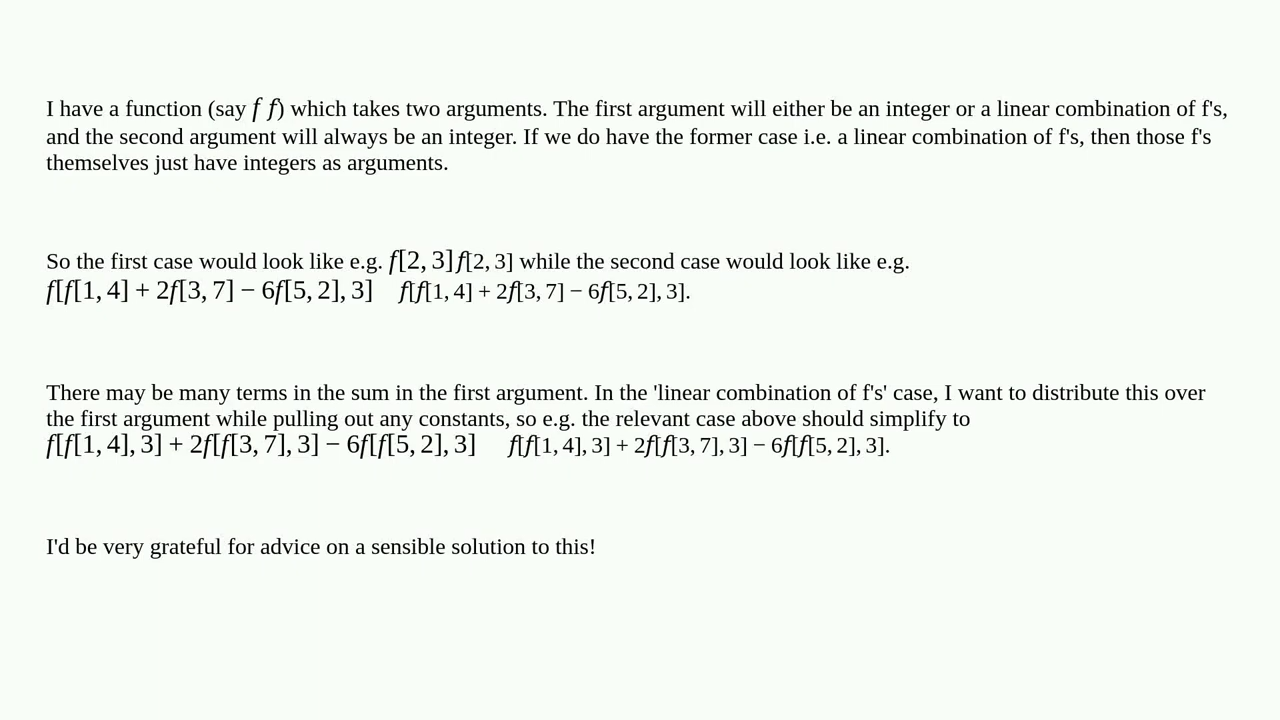 I have a function (say f f) which takes two arguments. The first argument will either be an integer or a linear combination of f's,
and the second argument will always be an integer. If we do have the former case i.e. a linear combination of f's, then those f's
themselves just have integers as arguments.
So the first case would look like e.g. f[2, 3]f[2, 3] while the second case would look like e.g.
f[f[1, 4] + 2f[3, 7] − 6f[5, 2], 3] f[f[1, 4] + 2f[3, 7] − 6f[5, 2], 3].
There may be many terms in the sum in the first argument. In the 'linear combination of f's' case, I want to distribute this over
the first argument while pulling out any constants, so e.g. the relevant case above should simplify to
f[f[1, 4], 3] + 2f[f[3, 7], 3] − 6f[f[5, 2], 3] f[f[1, 4], 3] + 2f[f[3, 7], 3] − 6f[f[5, 2], 3].
I'd be very grateful for advice on a sensible solution to this!